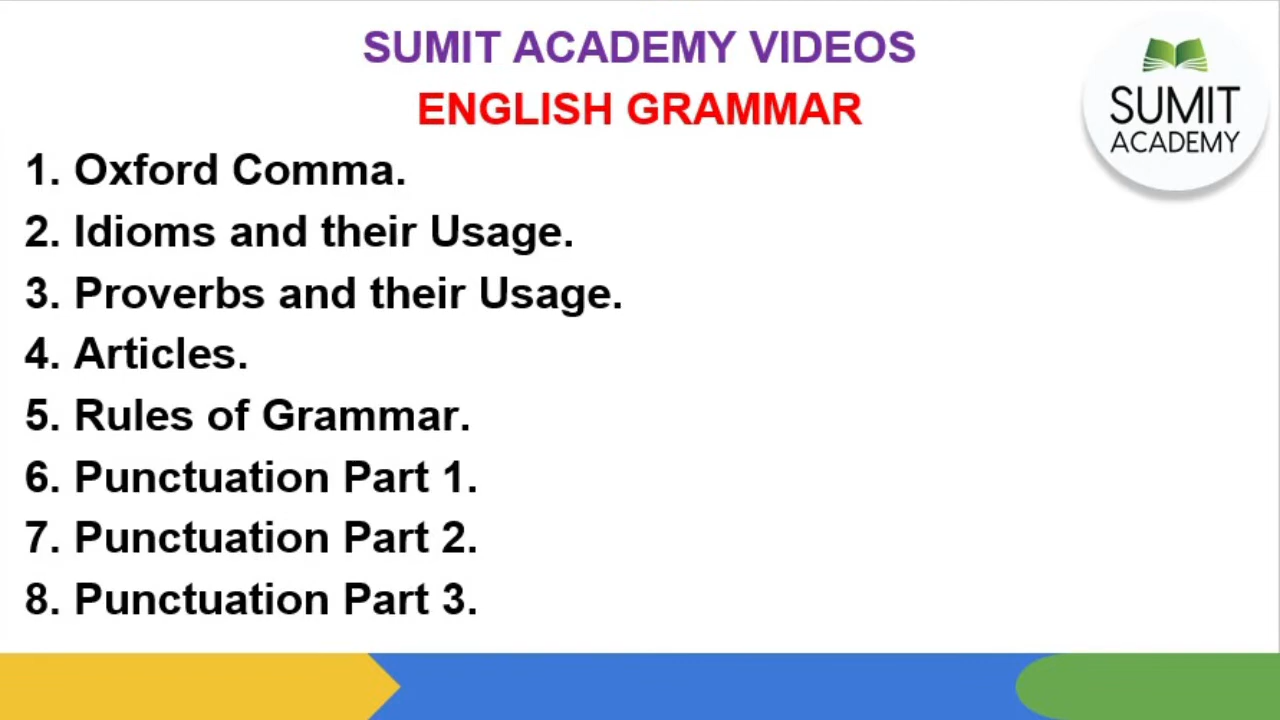 SUMIT ACADEMY VIDEOS
ENGLISH GRAMMAR
SUMIT
ACADEMY
1. Oxford Comma.
2. Idioms and their Usage.
3. Proverbs and their Usage.
4. Articles.
5. Rules of Grammar.
6. Punctuation Part 1.
7. Punctuation Part 2.
8. Punctuation Part 3.